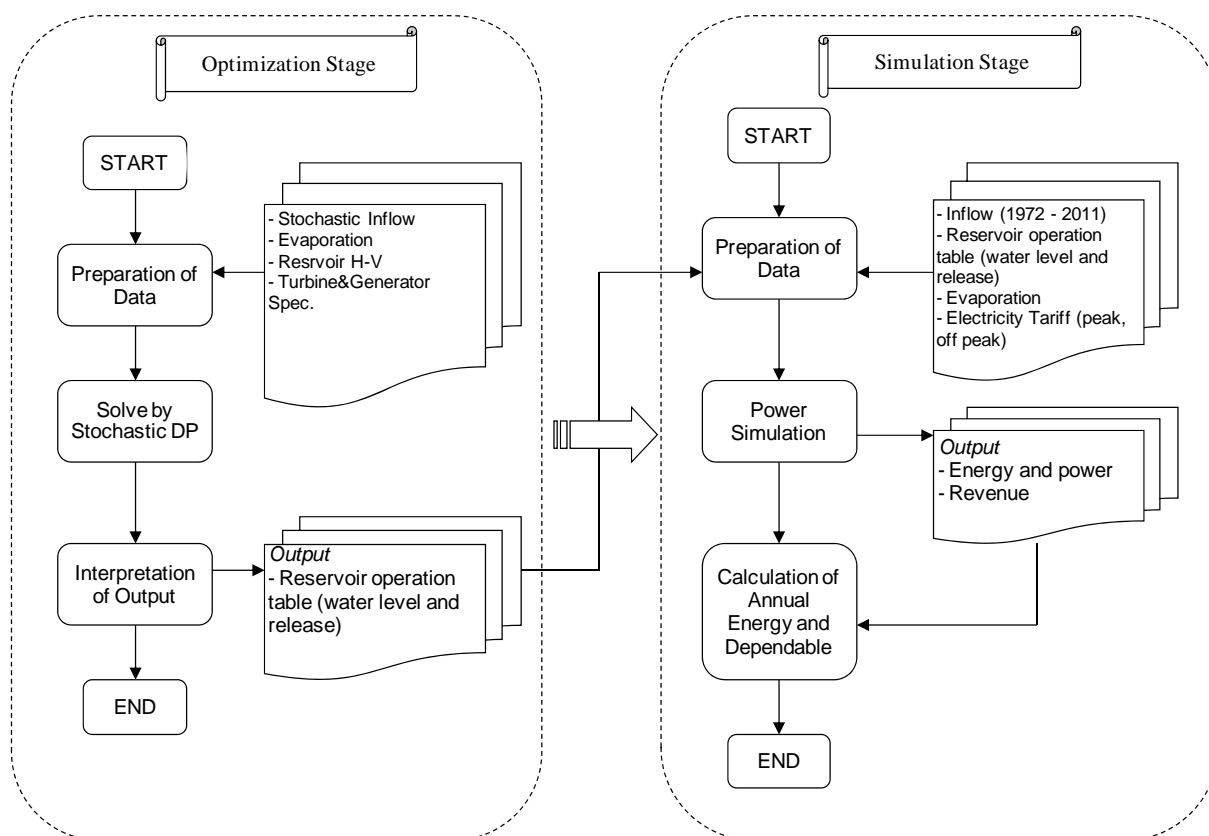 Optimization Stage
START
- Stochastic Inflow
- Evaporation
- Resrvoir H-V
- Turbine&Generator
Spec.
Preparation of
Data
Solve by
Stochastic DP
Interpretation
of Output
Output
- Reservoir operation
table (water level and
release)
END
Simulation Stage
START
- Inflow (1972 - 2011)
- Reservoir operation
table (water level and
release)
- Evaporation
- Electricity Tariff (peak,
off peak)
Preparation of
Data
Power
Simulation
Output
- Energy and power
- Revenue
Calculation of
Annual
Energy and
Dependable
END